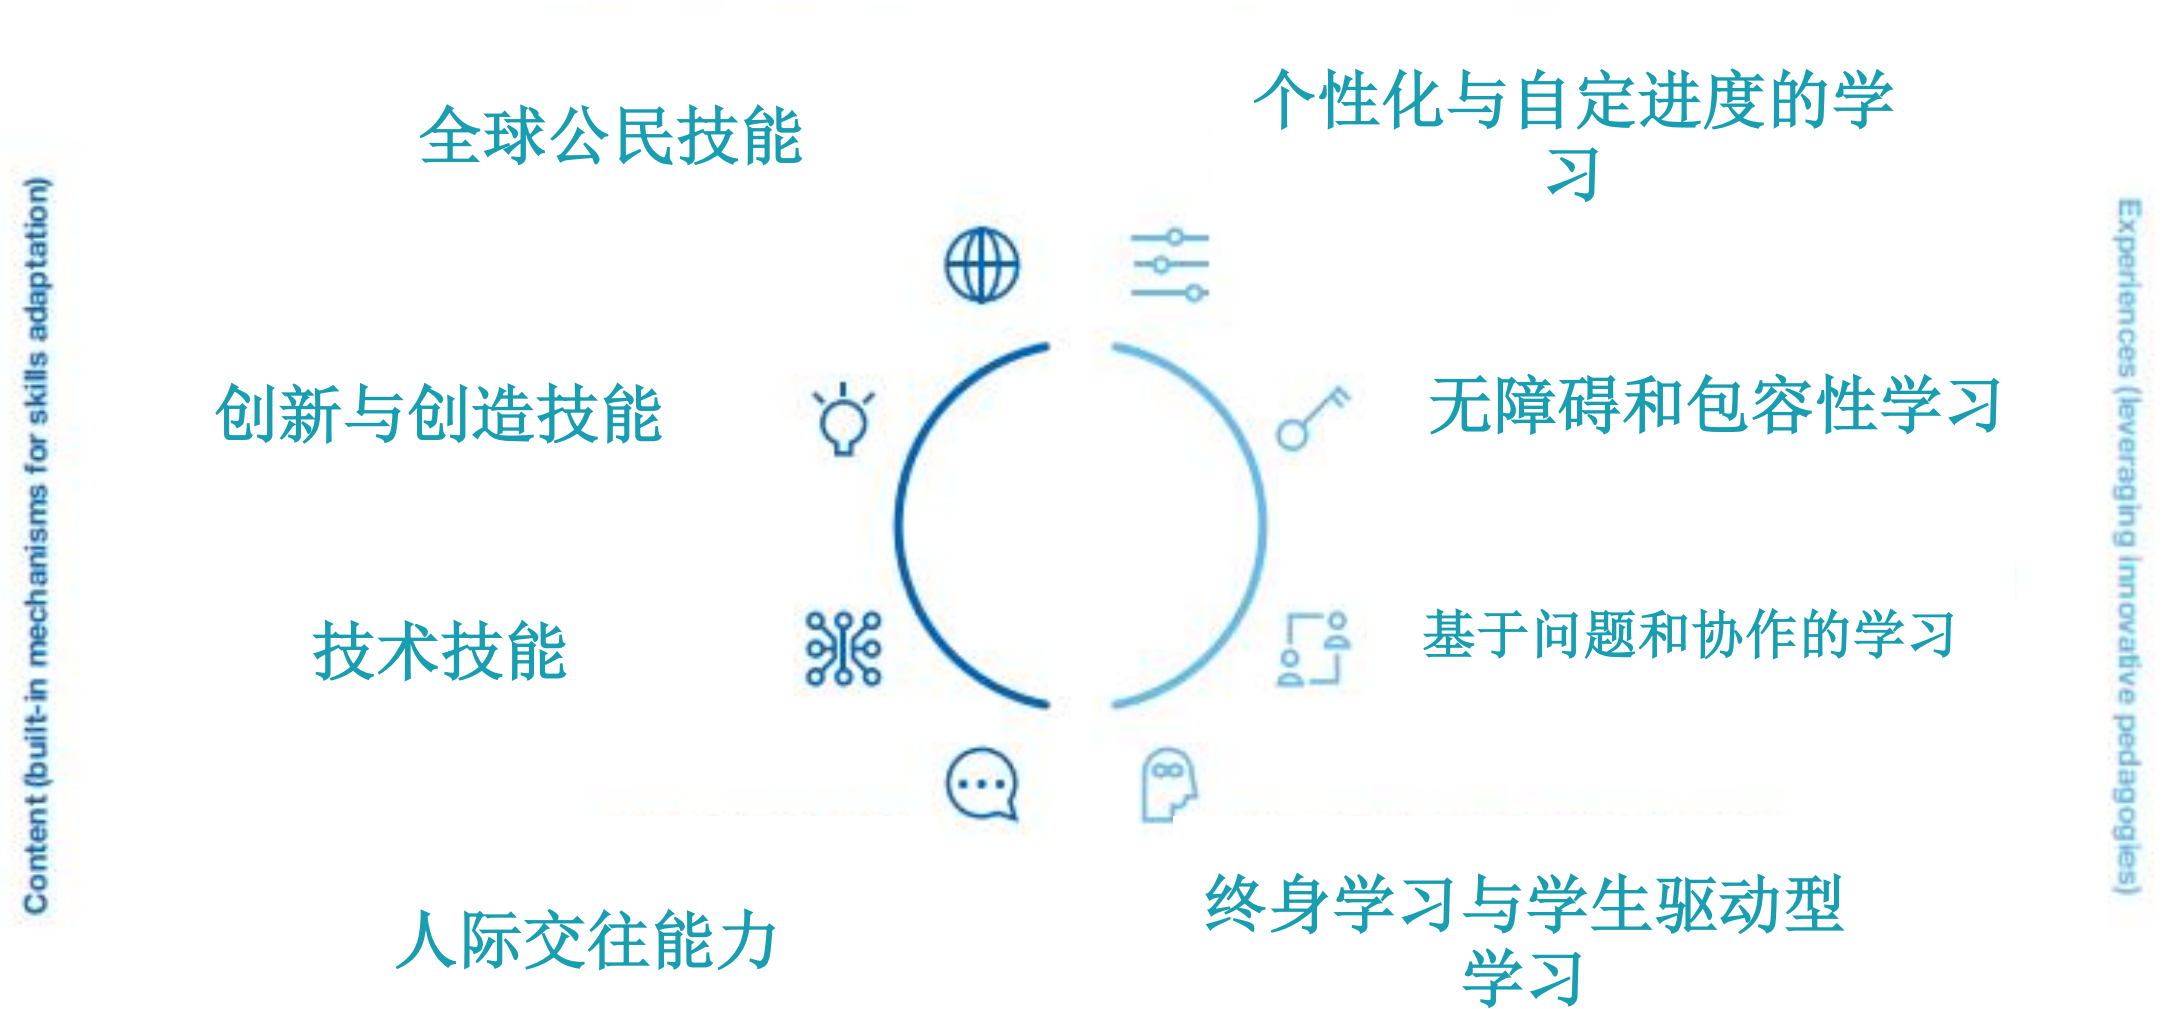 Content (built-in mechanisms for skills adaptation)
全球公民技能
创新与创造技能
技术技能
人际交往能力
个性化与自定进度的学
习
无障碍和包容性学习
基于问题和协作的学习
终身学习与学生驱动型
学习
Experiences (leveraging innovative pedagogies)